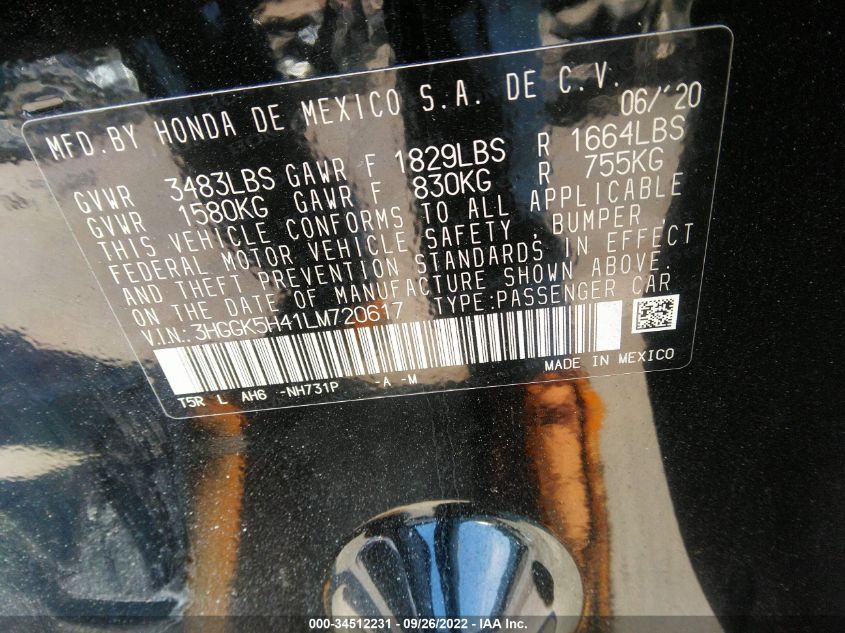 MFD.BY HONDA DE MEXICO S.A. DE C.V. 06/'20
GVWR 3483LBS GAWR F 1829LBS R 1664LBS
GVWR 1580KG GAWR F 830KG R 755KG
THIS VEHICLE CONFORMS TO ALL APPLICABLE
FEDERAL MOTOR VEHICLE SAFETY, BUMPER,
AND THEFT PREVENTION STANDARDS IN EFFECT
ON THE DATE OF MANUFACTURE SHOWN ABOVE.
V.IN.: 3HGGK5H41LM720617 TYPE:PASSENGER CAR
MADE IN MEXICO
T5R L AH6 -NH731P -A -M
000-34512231 - 09/26/2022 - IAA Inc.